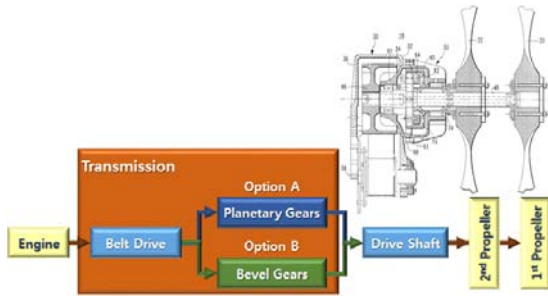 Transmission
Option A
Planetary Gears
Engine
Belt Drive
Option B
Bevel Gears
Drive Shaft
2nd Propeller
1st Propeller